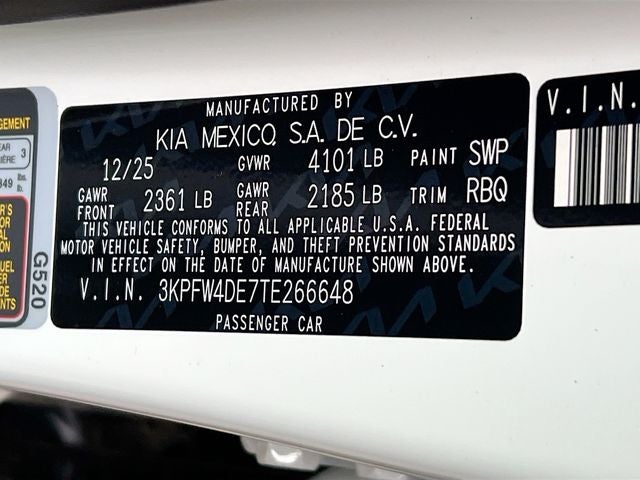 MANUFACTURED BY
KIA MEXICO, S.A. DE C.V.
12/25 GVWR 4101 LB PAINT SWP
GAWR FRONT 2361 LB GAWR REAR 2185 LB TRIM RBQ
THIS VEHICLE CONFORMS TO ALL APPLICABLE U.S.A. FEDERAL
MOTOR VEHICLE SAFETY, BUMPER, AND THEFT PREVENTION STANDARDS
IN EFFECT ON THE DATE OF MANUFACTURE SHOWN ABOVE.
V.I.N. 3KPFW4DE7TE266648
PASSENGER CAR
G520
V.I.N.